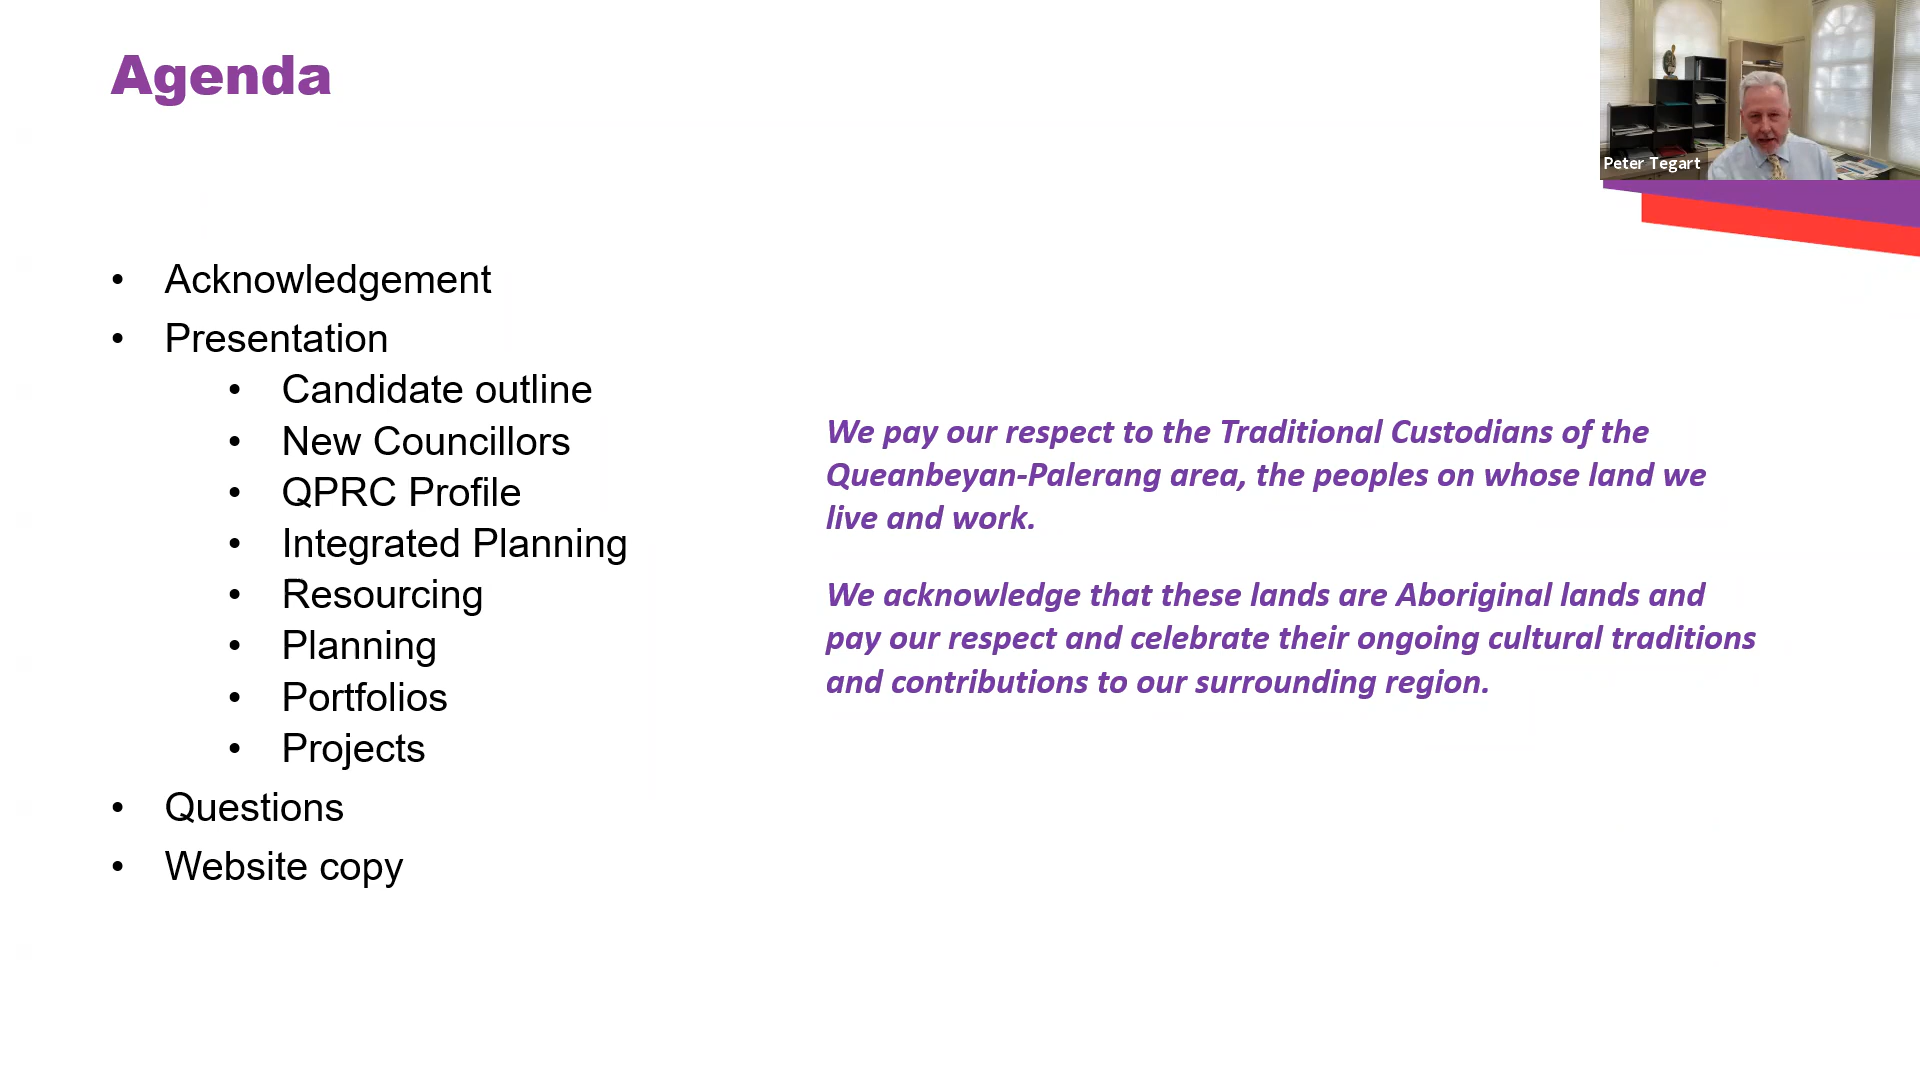 Agenda
Peter Tegart
• Acknowledgement
• Presentation
• Candidate outline
• New Councillors
• QPRC Profile
• Integrated Planning
• Resourcing
• Planning
• Portfolios
• Projects
• Questions
• Website copy
We pay our respect to the Traditional Custodians of the
Queanbeyan-Palerang area, the peoples on whose land we
live and work.
We acknowledge that these lands are Aboriginal lands and
pay our respect and celebrate their ongoing cultural traditions
and contributions to our surrounding region.